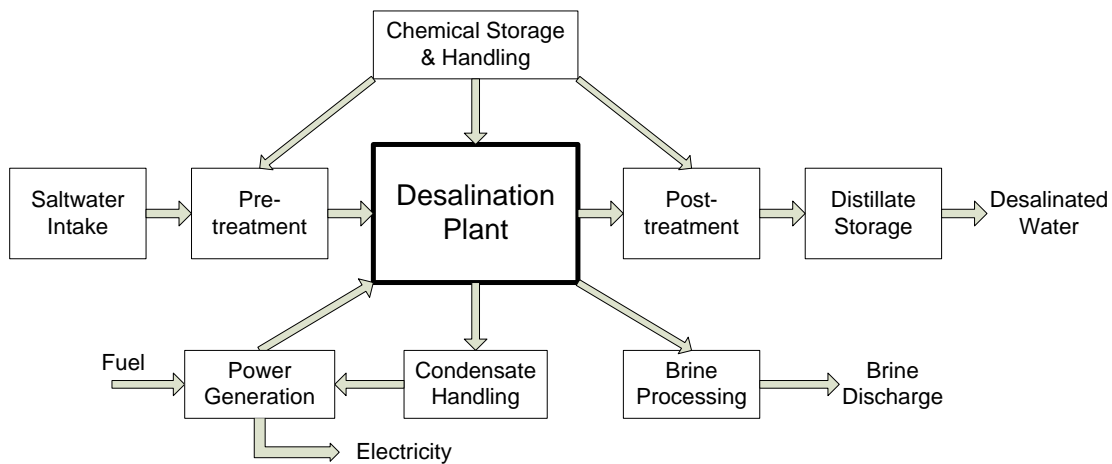 Chemical Storage
& Handling
Saltwater
Intake
Pre-
treatment
Desalination
Plant
Post-
treatment
Distillate
Storage
Desalinated
Water
Fuel
Power
Generation
Condensate
Handling
Brine
Processing
Brine
Discharge
Electricity